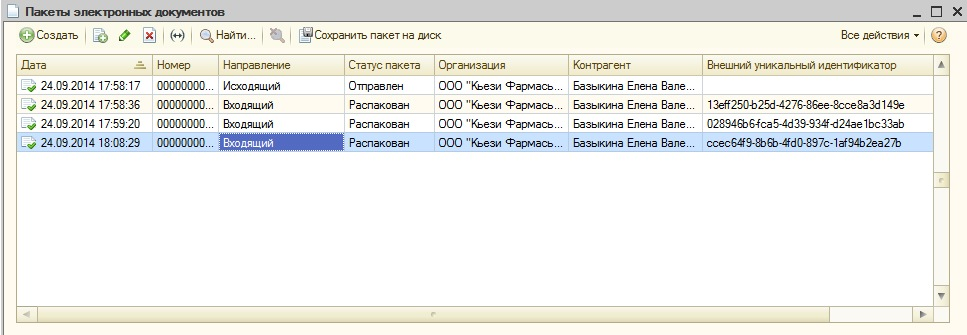 Пакеты электронных документов
Создать Найти... Сохранить пакет на диск Все действия ?
Дата Номер Направление Статус пакета Организация Контрагент Внешний уникальный идентификатор
24.09.2014 17:58:17 00000000... Исходящий Отправлен ООО "Кьези Фармась... Базыкина Елена Вале...
24.09.2014 17:58:36 00000000... Входящий Распакован ООО "Кьези Фармась... Базыкина Елена Вале... 13eff250-b25d-4276-86ee-8cce8a3d149e
24.09.2014 17:59:20 00000000... Входящий Распакован ООО "Кьези Фармась... Базыкина Елена Вале... 028946b6-fca5-4d39-934f-d24ae1bc33ab
24.09.2014 18:08:29 00000000... Входящий Распакован ООО "Кьези Фармась... Базыкина Елена Вале... ccec64f9-8b6b-4fd0-897c-1af94b2ea27b